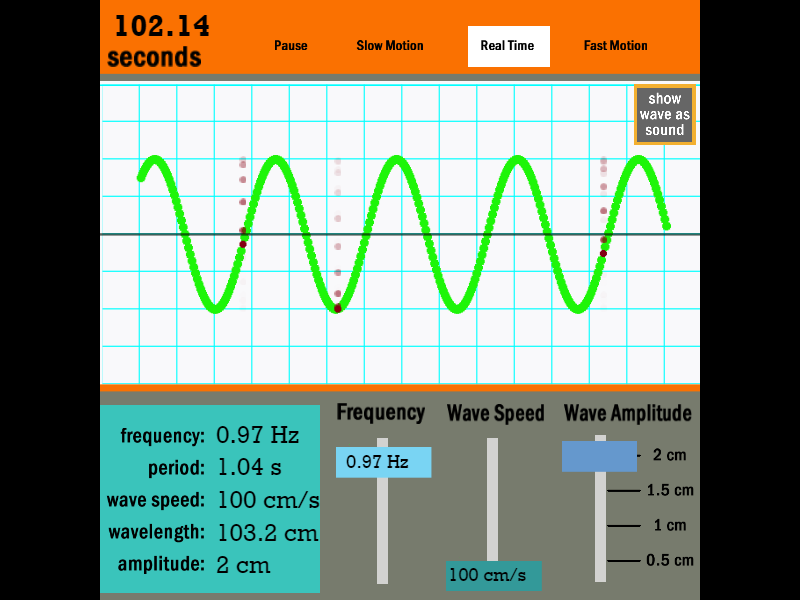 102.14
seconds
Pause
Slow Motion
Real Time
Fast Motion
show
wave as
sound
frequency: 0.97 Hz
period: 1.04 s
wave speed: 100 cm/s
wavelength: 103.2 cm
amplitude: 2 cm
Frequency
0.97 Hz
Wave Speed
100 cm/s
Wave Amplitude
2 cm
1.5 cm
1 cm
0.5 cm